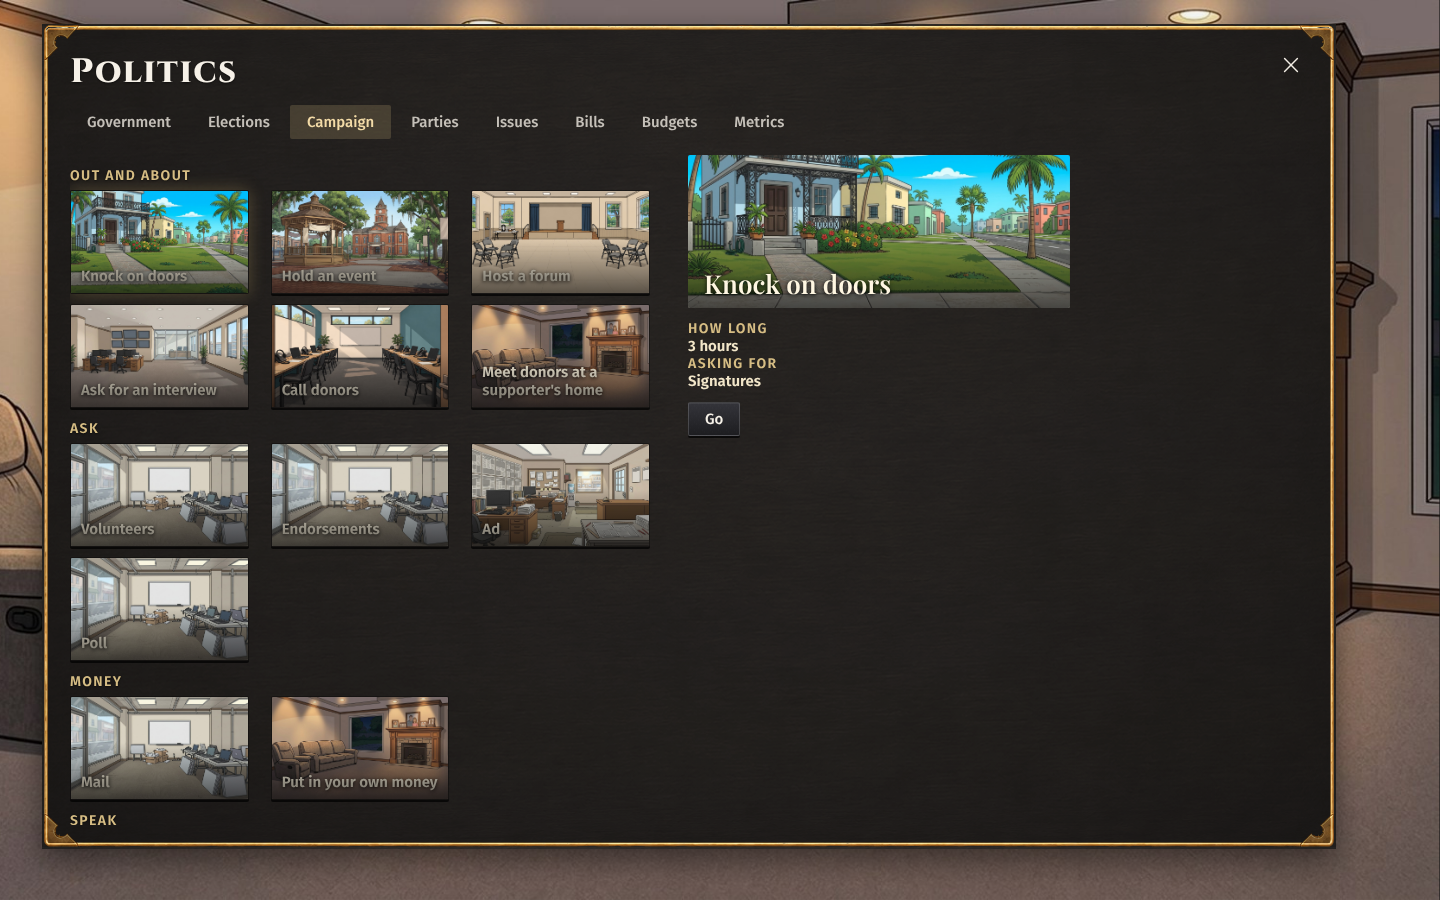 Politics
Government Elections Campaign Parties Issues Bills Budgets Metrics
OUT AND ABOUT
Knock on doors
Hold an event
Host a forum
Ask for an interview
Call donors
Meet donors at a
supporter's home
ASK
Volunteers
Endorsements
Ad
Poll
MONEY
Mail
Put in your own money
SPEAK
Knock on doors
HOW LONG
3 hours
ASKING FOR
Signatures
Go